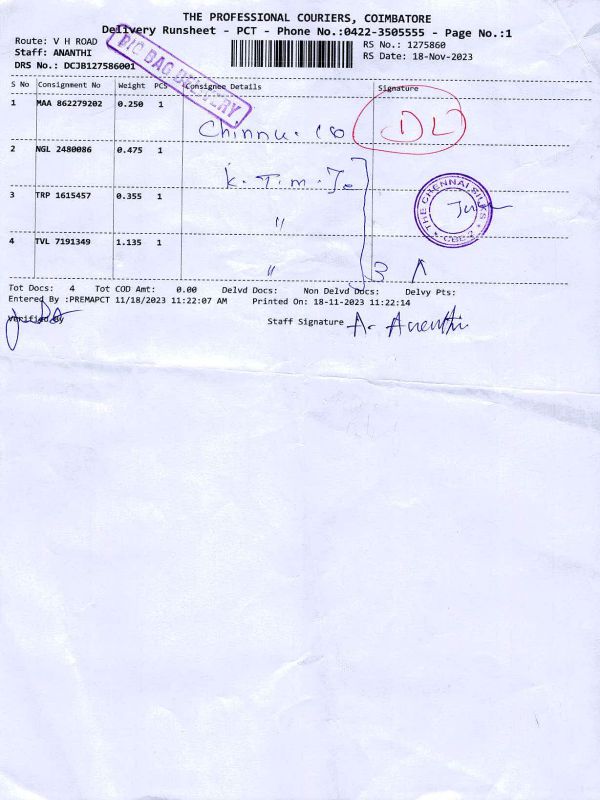 THE PROFESSIONAL COURIERS, COIMBATORE
Delivery Runsheet - PCT - Phone No.:0422-3505555 - Page No.:1
Route: V H ROAD
RS No.: 1275860
Staff: ANANTHI
RS Date: 18-Nov-2023
DRS No.: DCJB127586001
BAG DELIVERY
S No Consignment No Weight PCS Consignee Details Signature
1 MAA 862279202 0.250 1
Chinnu. DL
2 NGL 2480086 0.475 1
K. T. m.
3 TRP 1615457 0.355 1
"
THE CHENNAI SILKS
CBE-2
4 TVL 7191349 1.135 1
" 3
Tot Docs: 4 Tot COD Amt: 0.00 Delvd Docs: Non Delvd Docs: Delvy Pts:
Entered By :PREMAPCT 11/18/2023 11:22:07 AM Printed On: 18-11-2023 11:22:14
Verified By
Staff Signature A. Ananthi